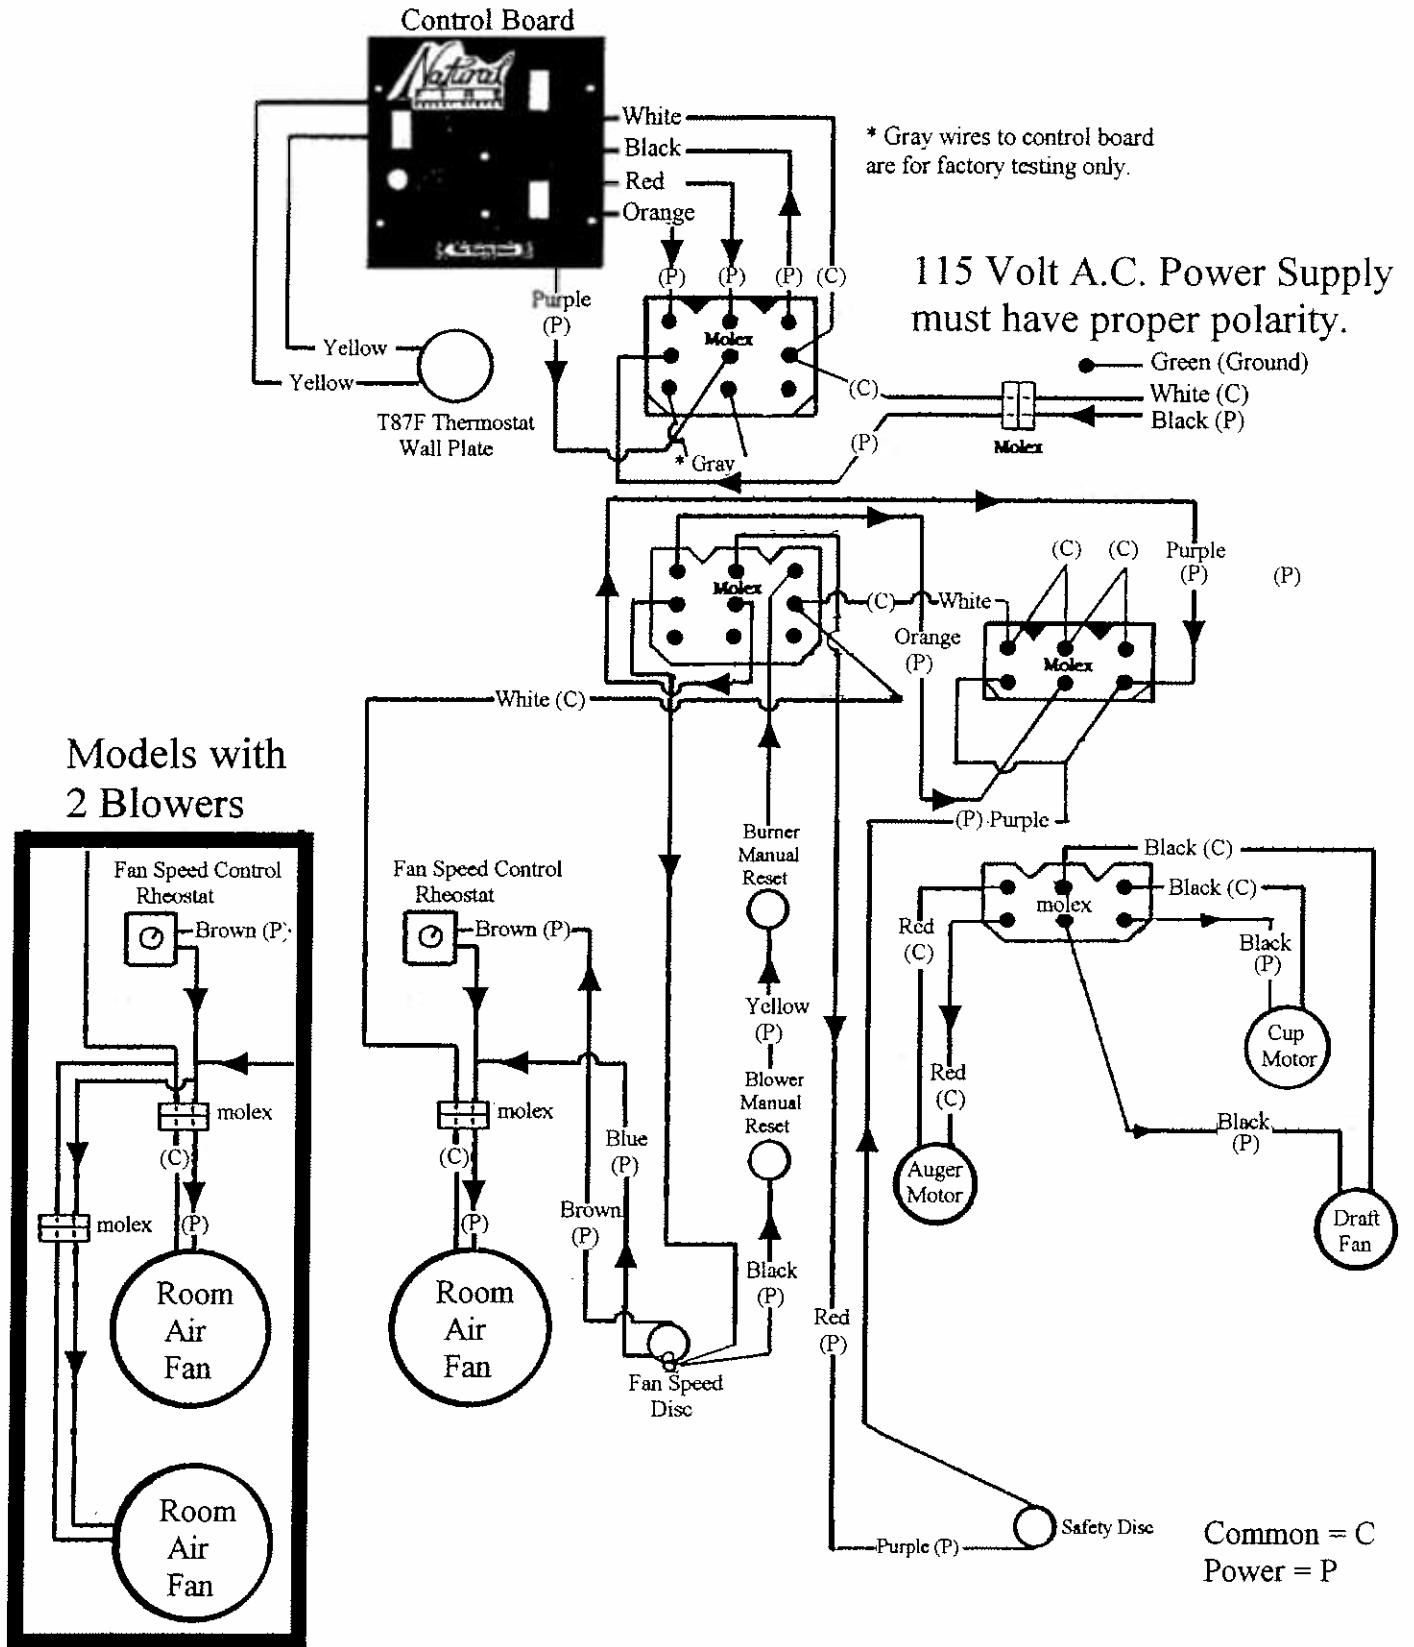 Control Board
Natural
FIRE
White
Black
Red
Orange
* Gray wires to control board
are for factory testing only.
(P)
(P)
(P)
(C)
115 Volt A.C. Power Supply
must have proper polarity.
Purple
(P)
Molex
Yellow
Yellow
T87F Thermostat
Wall Plate
Green (Ground)
White (C)
Black (P)
Molex
(C)
(P)
* Gray
(C)
(C)
Purple
(P)
(P)
Molex
(C)
White
Orange
(P)
Molex
White (C)
Models with
2 Blowers
(P) Purple
Burner
Manual
Reset
Black (C)
Black (C)
molex
Red
(C)
Black
(P)
Fan Speed Control
Rheostat
Brown (P)
Fan Speed Control
Rheostat
Brown (P)
Yellow
(P)
Cup
Motor
Blower
Manual
Reset
Red
(C)
molex
molex
(C)
(C)
Blue
(P)
Black
(P)
Auger
Motor
molex
(P)
(P)
Brown
(P)
Draft
Fan
Black
(P)
Room
Air
Fan
Room
Air
Fan
Red
(P)
Fan Speed
Disc
Room
Air
Fan
Safety Disc
Purple (P)
Common = C
Power = P